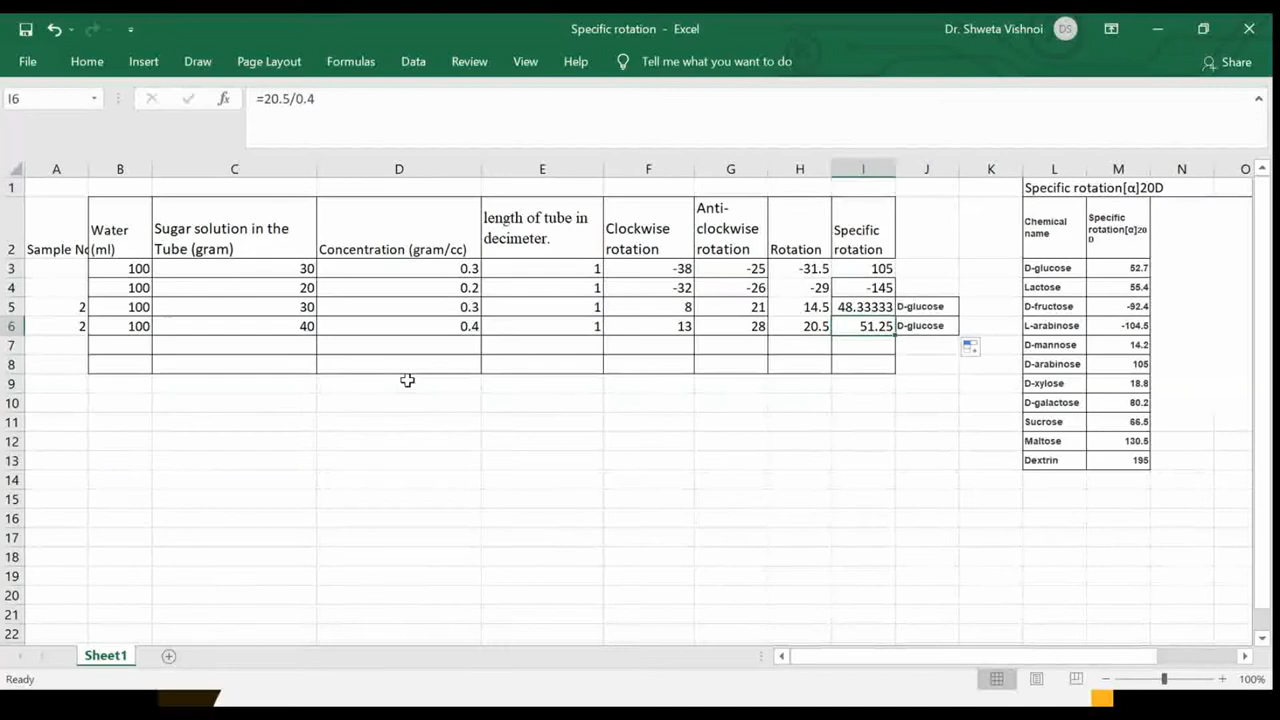 Specific rotation - Excel
Dr. Shweta Vishnoi
DS
File Home Insert Draw Page Layout Formulas Data Review View Help Tell me what you want to do
Share
I6
fx
=20.5/0.4
A B C D E F G H I J K L M N O
1 Specific rotation[α]20D
2 Sample No
Water
(ml)
Sugar solution in the
Tube (gram)
Concentration (gram/cc)
length of tube in
decimeter.
Clockwise
rotation
Anti-
clockwise
rotation
Rotation
Specific
rotation
Chemical
name
Specific
rotation[α]20
D
3 100 30 0.3 1 -38 -25 -31.5 105 D-glucose 52.7
4 100 20 0.2 1 -32 -26 -29 -145 Lactose 55.4
5 2 100 30 0.3 1 8 21 14.5 48.33333 D-glucose D-fructose -92.4
6 2 100 40 0.4 1 13 28 20.5 51.25 D-glucose L-arabinose -104.5
7 D-mannose 14.2
8 D-arabinose 105
9 D-xylose 18.8
10 D-galactose 80.2
11 Sucrose 66.5
12 Maltose 130.5
13 Dextrin 195
14
15
16
17
18
19
20
21
22
Sheet1
Ready
100%